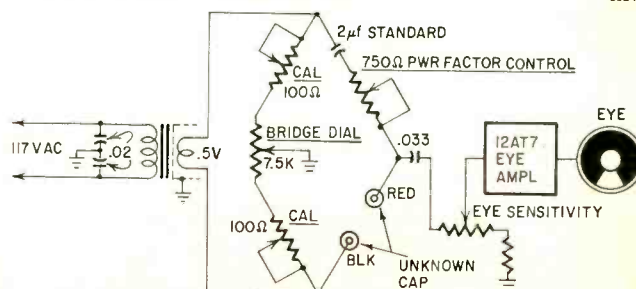 2µf STANDARD
750Ω PWR FACTOR CONTROL
CAL
100Ω
EYE
117 VAC
.02
.5V
BRIDGE DIAL
7.5K
.033
12AT7
EYE
AMPL
RED
EYE SENSITIVITY
100Ω
CAL
BLK
UNKNOWN
CAP